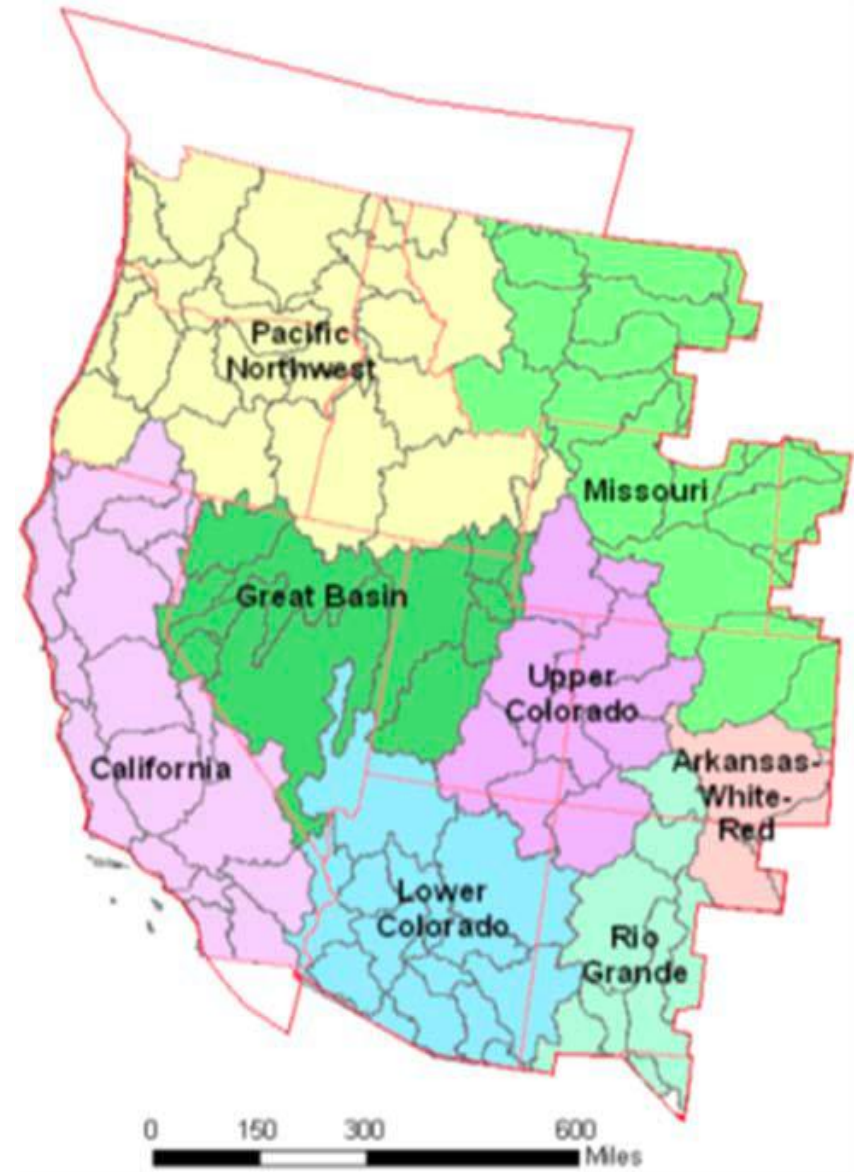 Pacific
Northwest
Missouri
Great Basin
Upper
Colorado
California
Arkansas-
White-
Red
Lower
Colorado
Rio
Grande
0 150 300 600
Miles